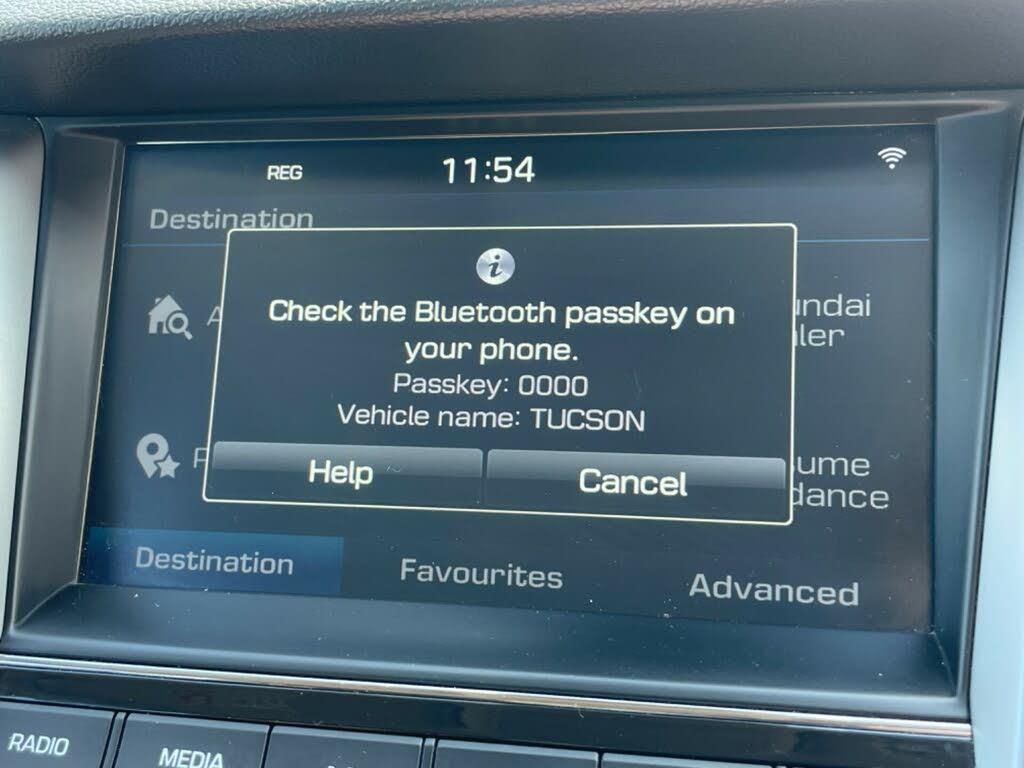 REG
11:54
Destination
Check the Bluetooth passkey on
your phone.
Passkey: 0000
Vehicle name: TUCSON
Help
Cancel
Destination
Favourites
Advanced
RADIO
MEDIA